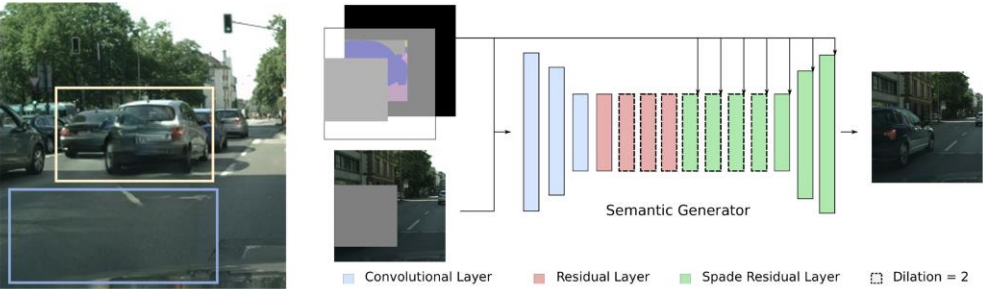 Semantic Generator
Convolutional Layer
Residual Layer
Spade Residual Layer
Dilation = 2